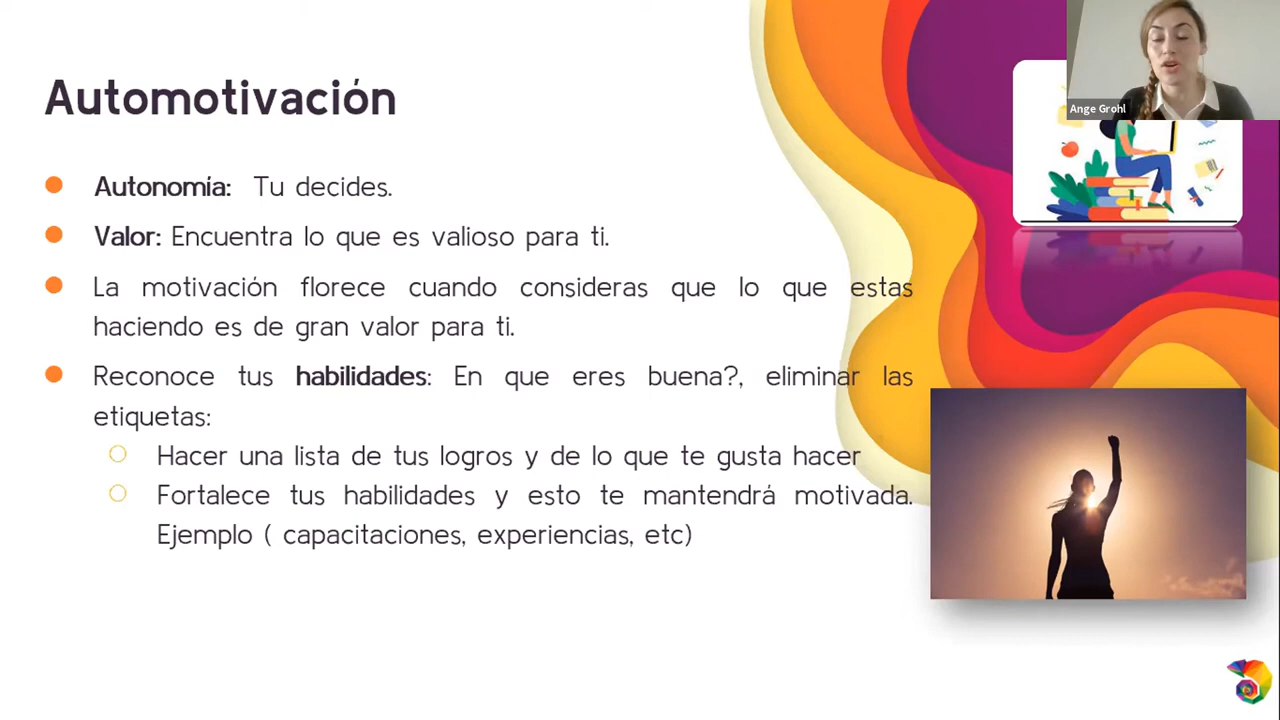 Automotivación
Ange Grohl
Autonomía: Tu decides.
Valor: Encuentra lo que es valioso para ti.
La motivación florece cuando consideras que lo que estas
haciendo es de gran valor para ti.
Reconoce tus habilidades: En que eres buena?, eliminar las
etiquetas:
Hacer una lista de tus logros y de lo que te gusta hacer
Fortalece tus habilidades y esto te mantendrá motivada.
Ejemplo ( capacitaciones, experiencias, etc)